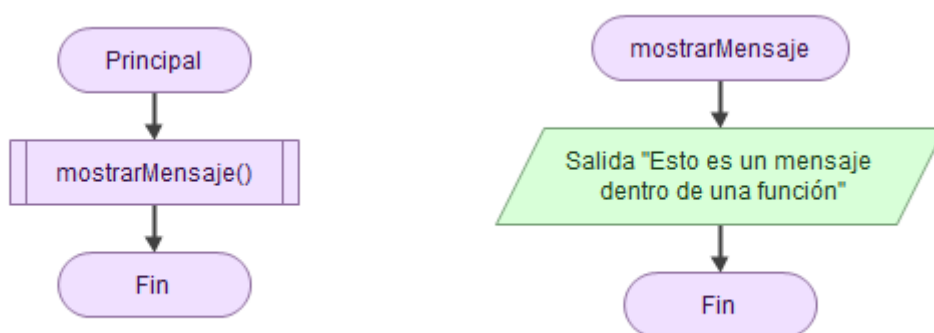 Principal
mostrarMensaje()
Fin
mostrarMensaje
Salida "Esto es un mensaje
dentro de una función"
Fin